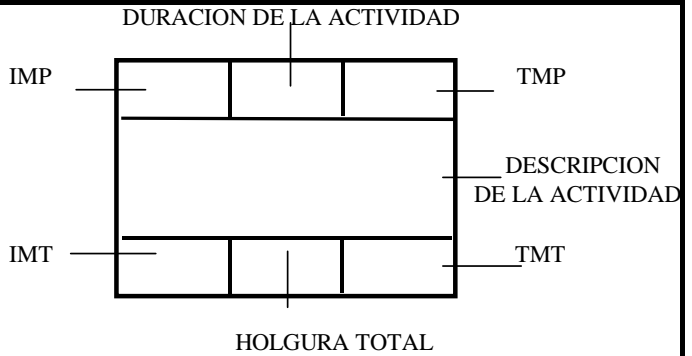 DURACION DE LA ACTIVIDAD
IMP
TMP
DESCRIPCION
DE LA ACTIVIDAD
IMT
TMT
HOLGURA TOTAL